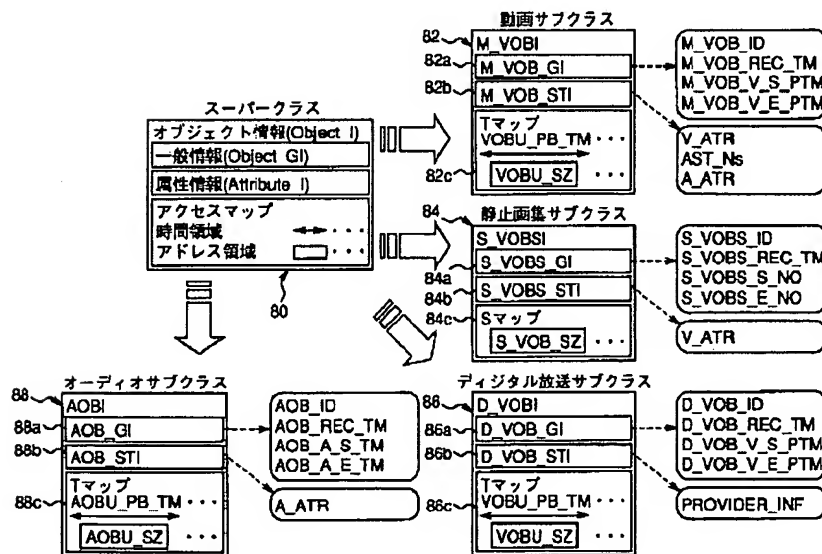 スーパークラス
オブジェクト情報(Object I)
一般情報(Object GI)
属性情報(Attribute I)
アクセスマップ
時間領域 ・・・
アドレス領域 ・・・
80
動画サブクラス
82
M_VOBI
82a
M_VOB_GI
82b
M_VOB_STI
Tマップ
VOBU_PB_TM ・・・
82c
VOBU_SZ ・・・
M_VOB_ID
M_VOB_REC_TM
M_VOB_V_S_PTM
M_VOB_V_E_PTM
V_ATR
AST_Ns
A_ATR
静止画集サブクラス
84
S_VOBSI
84a
S_VOBS_GI
84b
S_VOBS_STI
84c
Sマップ
S_VOB_SZ ・・・
S_VOBS_ID
S_VOBS_REC_TM
S_VOBS_S_NO
S_VOBS_E_NO
V_ATR
オーディオサブクラス
88
AOBI
88a
AOB_GI
88b
AOB_STI
Tマップ
88c
AOBU_PB_TM ・・・
AOBU_SZ ・・・
AOB_ID
AOB_REC_TM
AOB_A_S_TM
AOB_A_E_TM
A_ATR
ディジタル放送サブクラス
86
D_VOBI
86a
D_VOB_GI
86b
D_VOB_STI
Tマップ
86c
VOBU_PB_TM ・・・
VOBU_SZ ・・・
D_VOB_ID
D_VOB_REC_TM
D_VOB_V_S_PTM
D_VOB_V_E_PTM
PROVIDER_INF